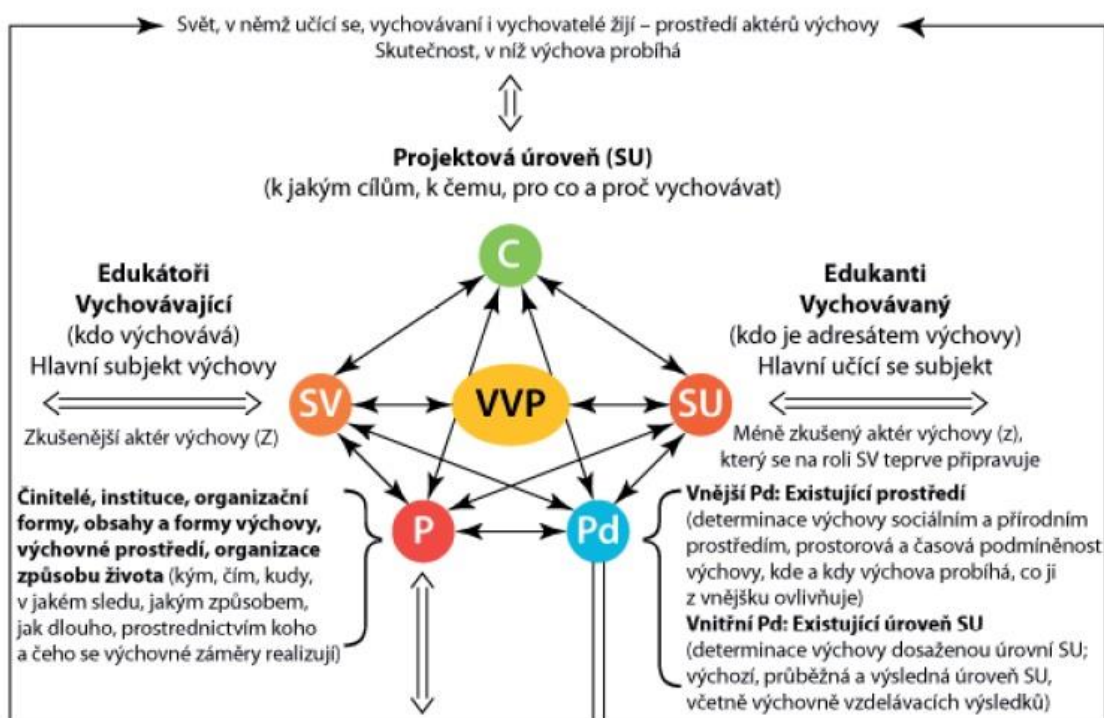 Svět, v němž učící se, vychovávaní i vychovatelé žijí – prostředí aktérů výchovy
Skutečnost, v níž výchova probíhá
Projektová úroveň (SU)
(k jakým cílům, k čemu, pro co a proč vychovávat)
C
Edukátoři
Vychovávající
(kdo výchovává)
Hlavní subjekt výchovy
Edukanti
Vychovávaný
(kdo je adresátem výchovy)
Hlavní učící se subjekt
SV
VVP
SU
Zkušenější aktér výchovy (Z)
Méně zkušený aktér výchovy (z),
který se na roli SV teprve připravuje
Činitelé, instituce, organizační
formy, obsahy a formy výchovy,
výchovné prostředí, organizace
způsobu života (kým, čím, kudy,
v jakém sledu, jakým způsobem,
jak dlouho, prostrednictvím koho
a čeho se výchovné záměry realizují)
P
Pd
Vnější Pd: Existující prostředí
(determinace výchovy sociálním a přírodním
prostředím, prostorová a časová podmíněnost
výchovy, kde a kdy výchova probíhá, co ji
z vnějšku ovlivňuje)
Vnitřní Pd: Existující úroveň SU
(determinace výchovy dosaženou úrovní SU;
výchozí, průběžná a výsledná úroveň SU,
včetně výchovně vzdelávacích výsledků)